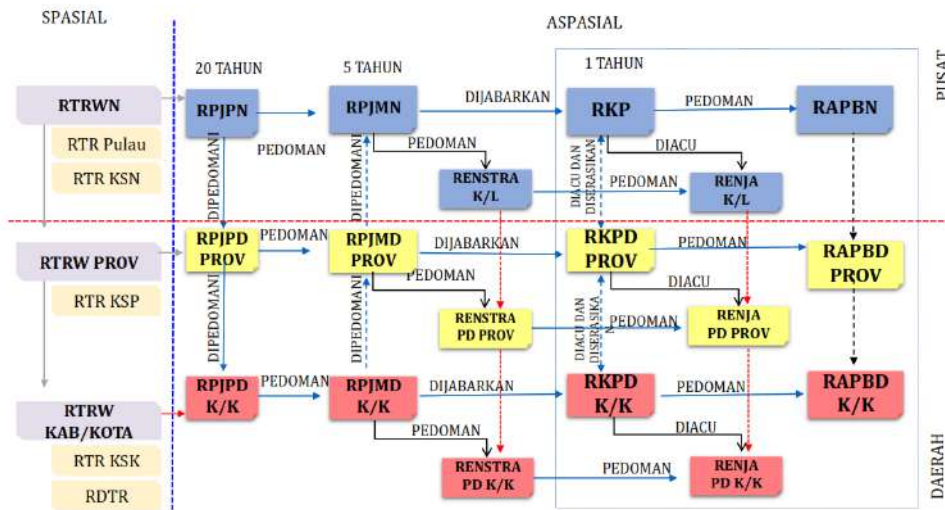 SPASIAL
ASPASIAL
20 TAHUN
5 TAHUN
1 TAHUN
PUSAT
RTRWN
RPJPN
RPJMN
DIJABARKAN
RKP
PEDOMAN
RAPBN
RTR Pulau
RTR KSN
DIPEDOMANI
PEDOMAN
DIPEDOMANI
PEDOMAN
RENSTRA
K/L
DIACU DAN
DISERASIKAN
DIACU
PEDOMAN
RENJA
K/L
RTRW PROV
RTR KSP
RPJPD
PROV
PEDOMAN
RPJMD
PROV
DIJABARKAN
RKPD
PROV
PEDOMAN
RAPBD
PROV
DIPEDOMANI
DIPEDOMANI
PEDOMAN
RENSTRA
PD PROV
DIACU DAN
DISERASIKA
N
DIACU
PEDOMAN
RENJA
PD PROV
RTRW
KAB/KOTA
RTR KSK
RDTR
RPJPD
K/K
PEDOMAN
RPJMD
K/K
DIJABARKAN
RKPD
K/K
PEDOMAN
RAPBD
K/K
PEDOMAN
RENSTRA
PD K/K
DIACU
PEDOMAN
RENJA
PD K/K
DAERAH